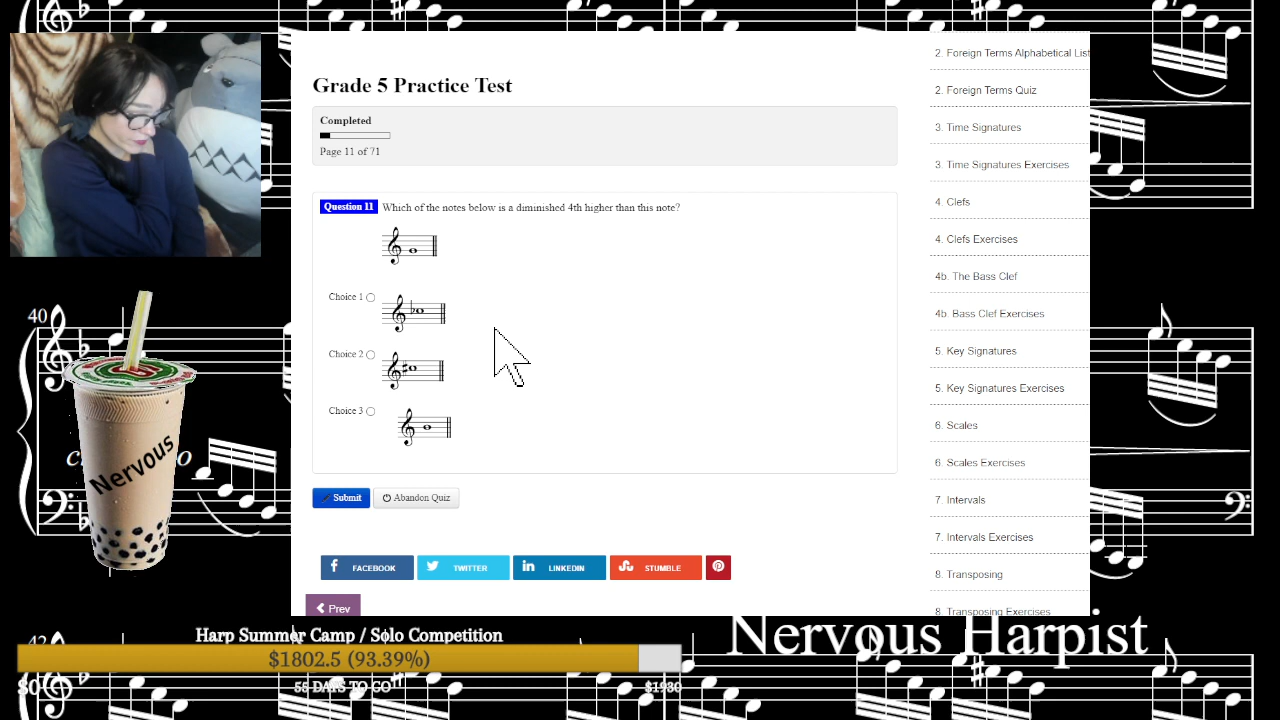 2. Foreign Terms Alphabetical List
Grade 5 Practice Test
2. Foreign Terms Quiz
Completed
3. Time Signatures
Page 11 of 71
3. Time Signatures Exercises
Question 11 Which of the notes below is a diminished 4th higher than this note?
4. Clefs
4. Clefs Exercises
4b. The Bass Clef
Choice 1
4b. Bass Clef Exercises
40
Choice 2
5. Key Signatures
5. Key Signatures Exercises
Choice 3
6. Scales
Nervous
6. Scales Exercises
Submit
Abandon Quiz
7. Intervals
7. Intervals Exercises
FACEBOOK
TWITTER
LINKEDIN
STUMBLE
8. Transposing
Prev
8. Transposing Exercises
Harp Summer Camp / Solo Competition
Nervous Harpist
42
$1802.5 (93.39%)
$0
55 DAYS TO GO
$1930